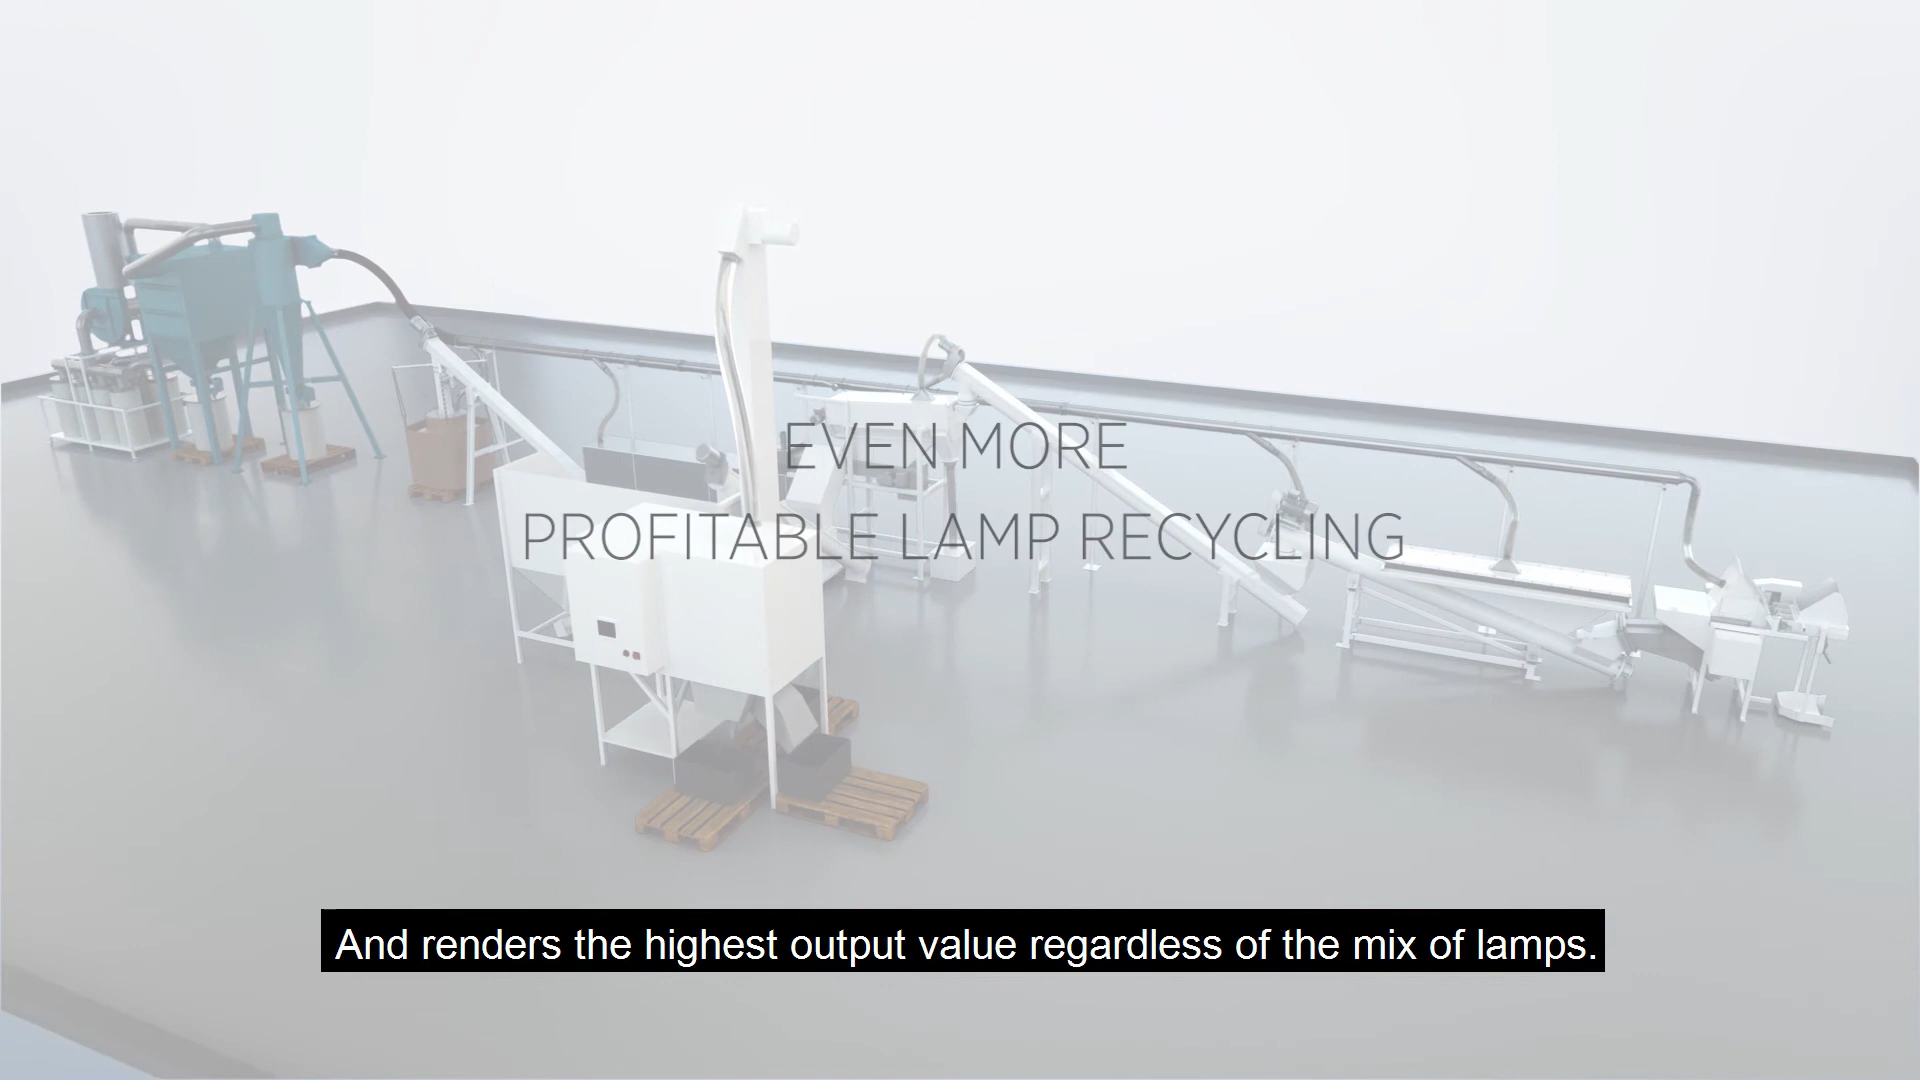 EVEN MORE
PROFITABLE LAMP RECYCLING
And renders the highest output value regardless of the mix of lamps.